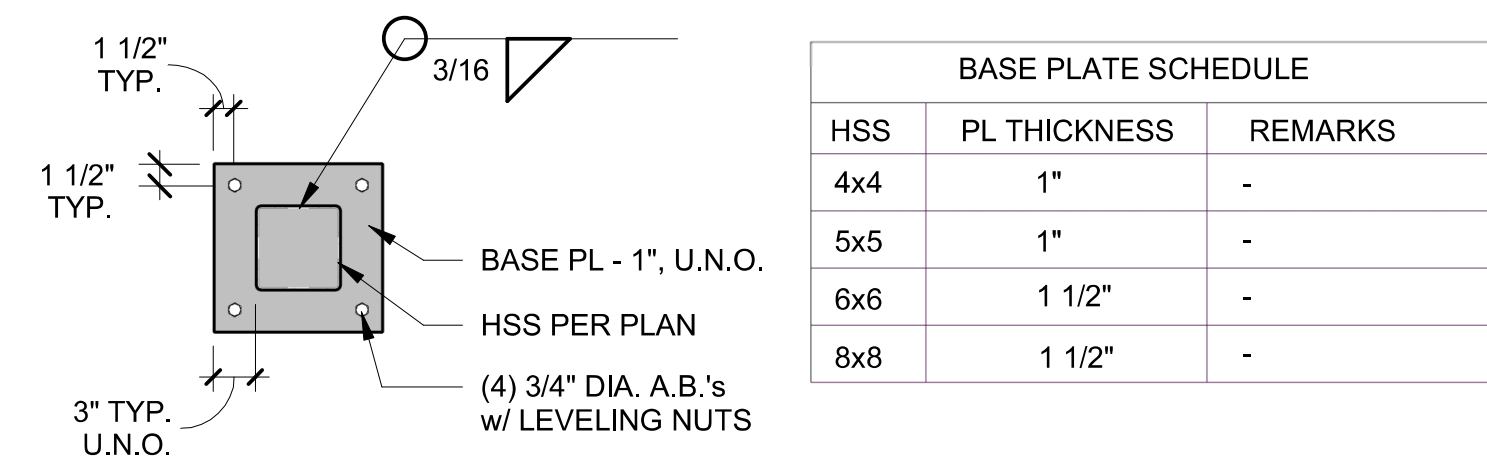 1 1/2"
TYP.
3/16
1 1/2"
TYP.
BASE PL - 1", U.N.O.
HSS PER PLAN
(4) 3/4" DIA. A.B.'s
w/ LEVELING NUTS
3" TYP.
U.N.O.
BASE PLATE SCHEDULE
HSS PL THICKNESS REMARKS
4x4 1" -
5x5 1" -
6x6 1 1/2" -
8x8 1 1/2" -